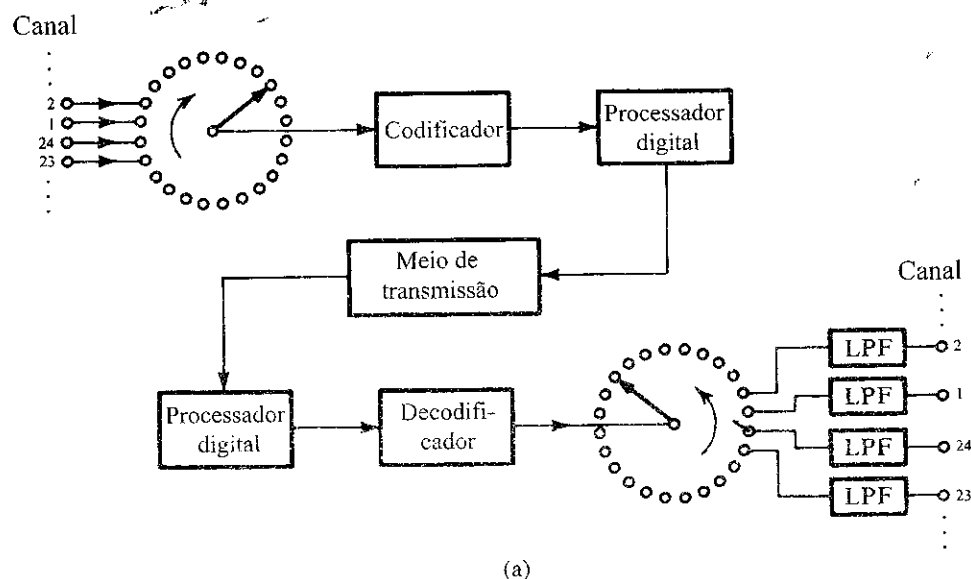 Canal
2
1
24
23
Codificador
Processador
digital
Meio de
transmissão
Canal
LPF 2
LPF 1
LPF 24
LPF 23
Processador
digital
Decodifi-
cador
(a)